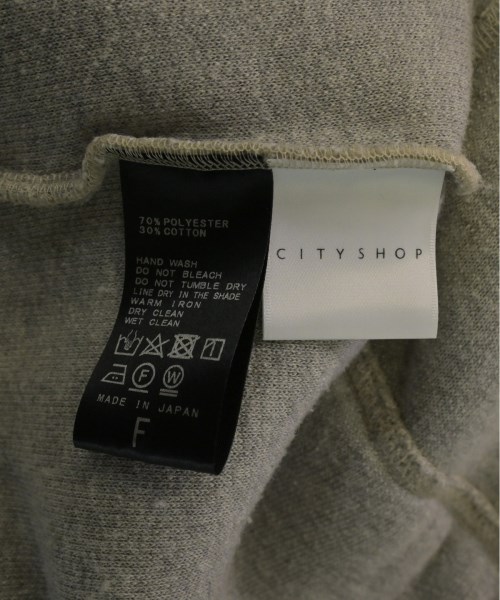 70% POLYESTER
30% COTTON
CITYSHOP
HAND WASH
DO NOT BLEACH
DO NOT TUMBLE DRY
LINE DRY IN THE SHADE
WARM IRON
DRY CLEAN
WET CLEAN
F W
MADE IN JAPAN
F